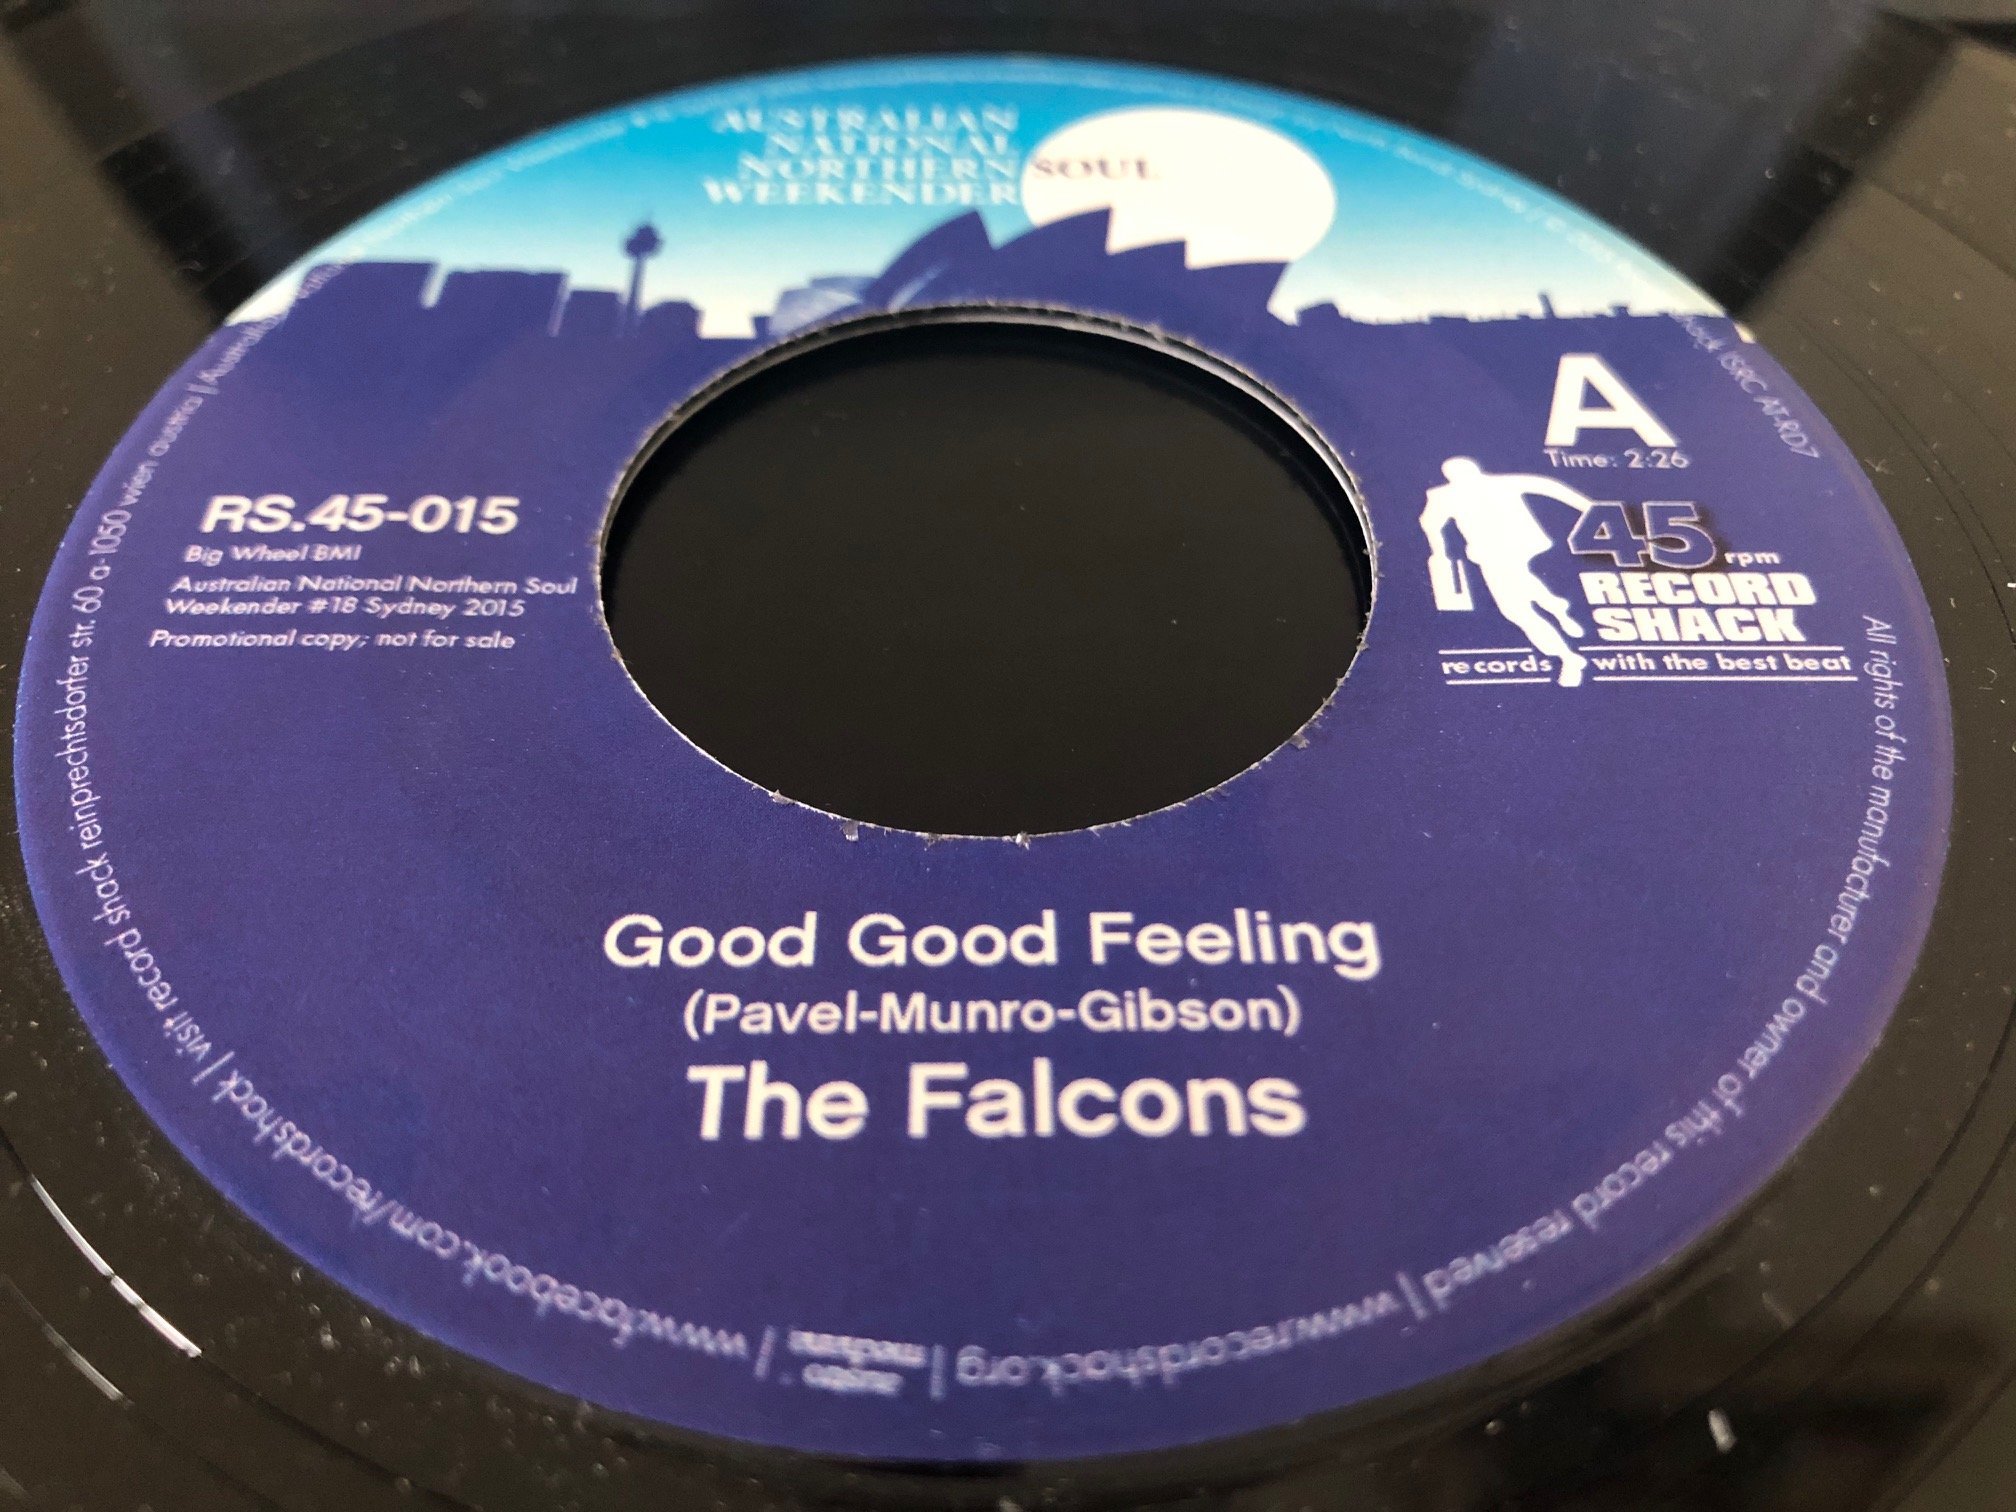 AUSTRALIAN
NATIONAL
NORTHERN SOUL
WEEKENDER
A
Time: 2:26
RS.45-015
Big Wheel BMI
Australian National Northern Soul
Weekender #18 Sydney 2015
Promotional copy; not for sale
45 rpm
RECORD
SHACK
records with the best beat
Good Good Feeling
(Pavel-Munro-Gibson)
The Falcons
ISRC AT-RD7
All rights of the manufacturer and owner of this record reserved | www.recordshack.org |
| www.facebook.com/recordshack | visit record shack reinprechtsdorfer str. 60 a-1050 wien austria |